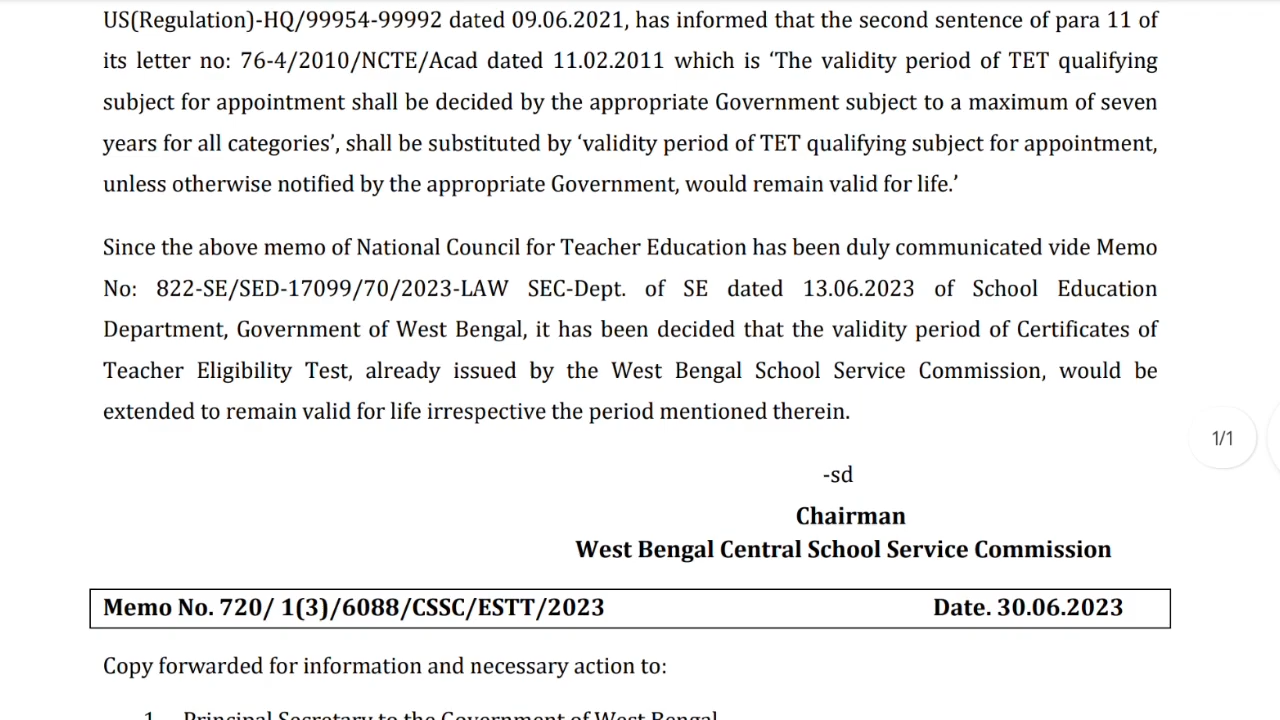 US(Regulation)-HQ/99954-99992 dated 09.06.2021, has informed that the second sentence of para 11 of
its letter no: 76-4/2010/NCTE/Acad dated 11.02.2011 which is ‘The validity period of TET qualifying
subject for appointment shall be decided by the appropriate Government subject to a maximum of seven
years for all categories’, shall be substituted by ‘validity period of TET qualifying subject for appointment,
unless otherwise notified by the appropriate Government, would remain valid for life.’
Since the above memo of National Council for Teacher Education has been duly communicated vide Memo
No: 822-SE/SED-17099/70/2023-LAW SEC-Dept. of SE dated 13.06.2023 of School Education
Department, Government of West Bengal, it has been decided that the validity period of Certificates of
Teacher Eligibility Test, already issued by the West Bengal School Service Commission, would be
extended to remain valid for life irrespective the period mentioned therein.
1/1
-sd
Chairman
West Bengal Central School Service Commission
Memo No. 720/ 1(3)/6088/CSSC/ESTT/2023 Date. 30.06.2023
Copy forwarded for information and necessary action to:
1. Principal Secretary to the Government of West Bengal